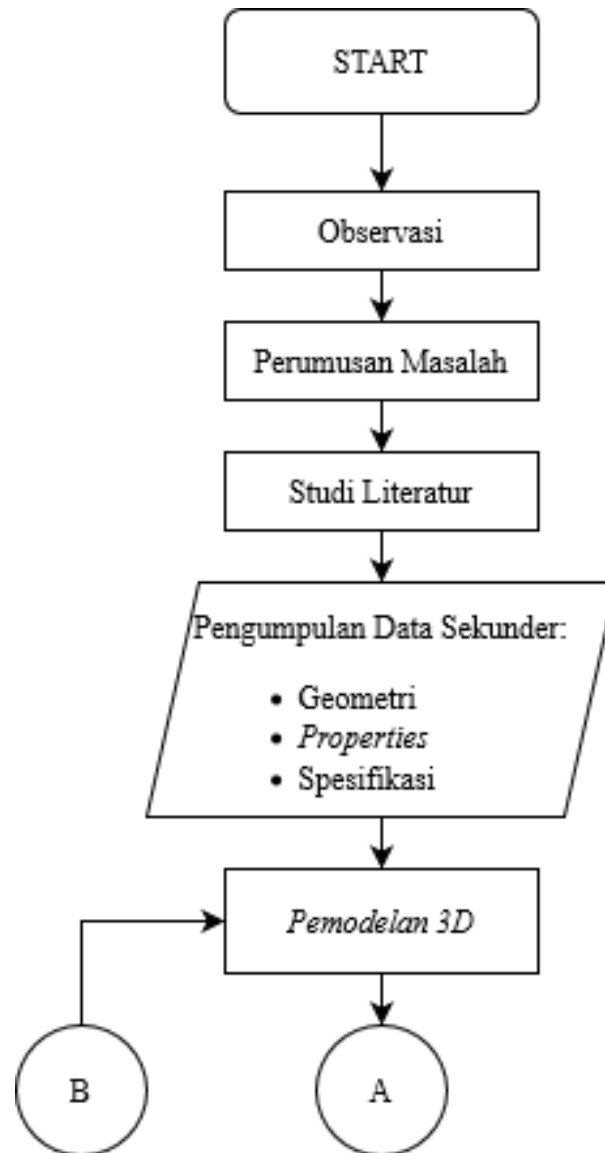 START
Observasi
Perumusan Masalah
Studi Literatur
Pengumpulan Data Sekunder:
• Geometri
• Properties
• Spesifikasi
Pemodelan 3D
B
A